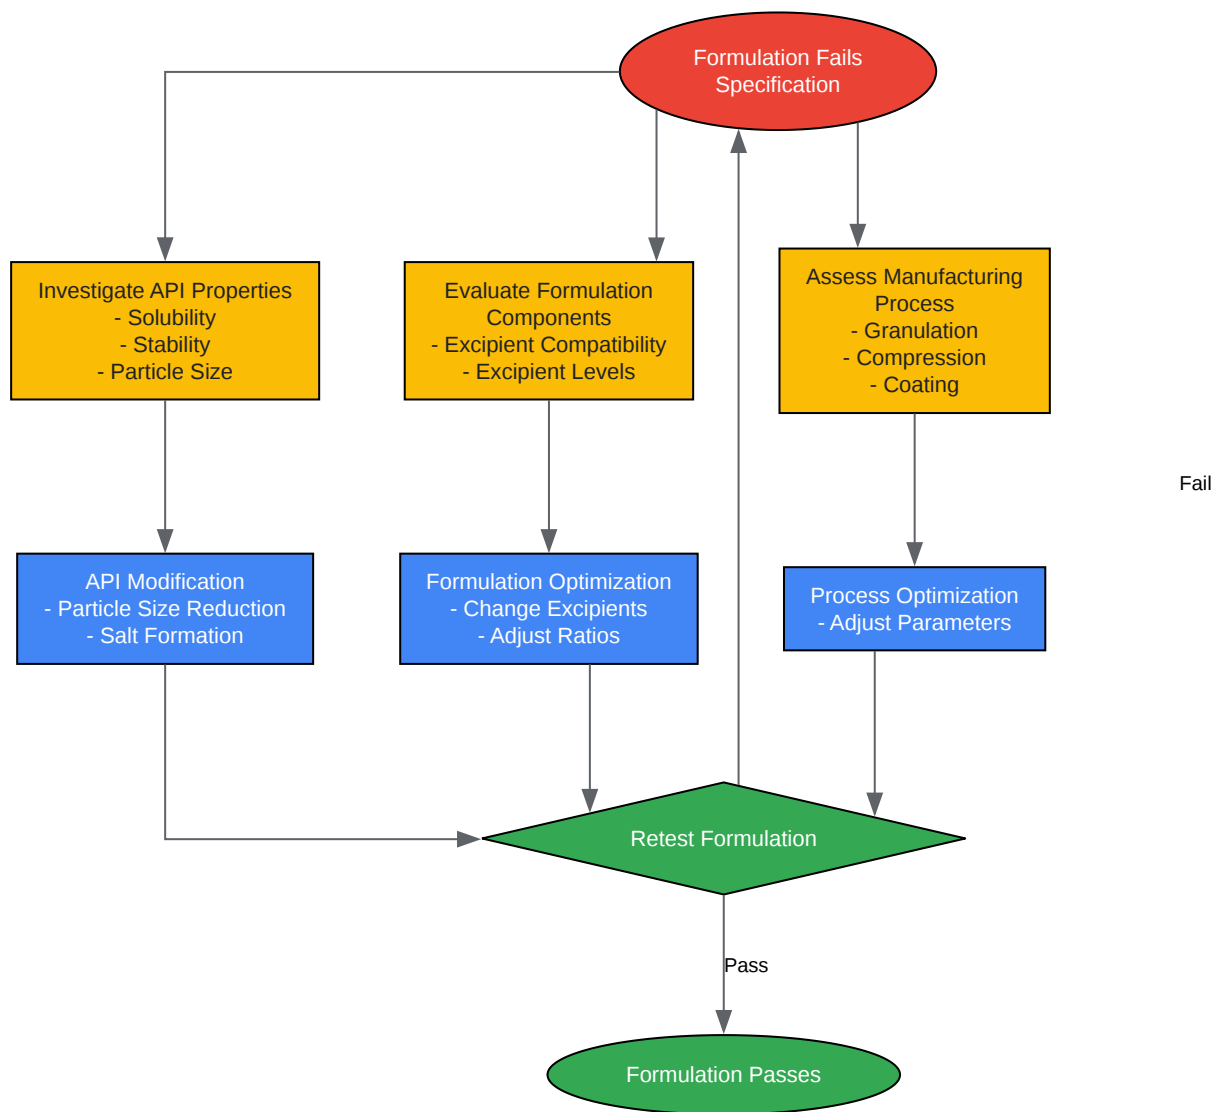 Formulation Fails
Specification
Investigate API Properties
- Solubility
- Stability
- Particle Size
Evaluate Formulation
Components
- Excipient Compatibility
- Excipient Levels
Assess Manufacturing
Process
- Granulation
- Compression
- Coating
Fail
API Modification
- Particle Size Reduction
- Salt Formation
Formulation Optimization
- Change Excipients
- Adjust Ratios
Process Optimization
- Adjust Parameters
Retest Formulation
Pass
Formulation Passes